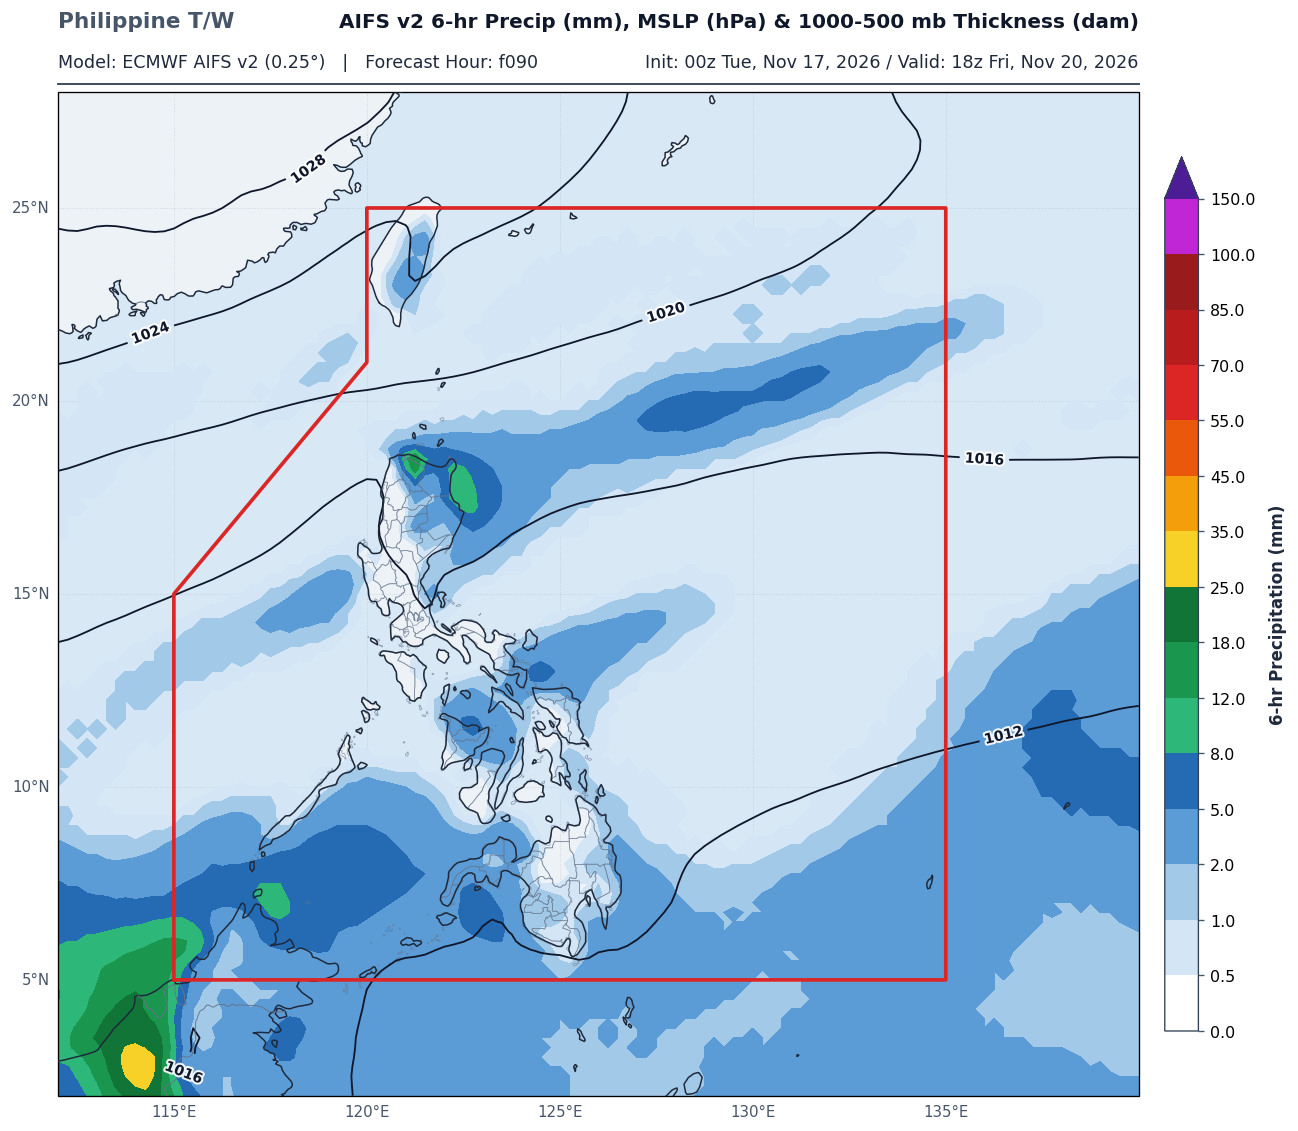 Philippine T/W
AIFS v2 6-hr Precip (mm), MSLP (hPa) & 1000-500 mb Thickness (dam)
Model: ECMWF AIFS v2 (0.25°) | Forecast Hour: f090
Init: 00z Tue, Nov 17, 2026 / Valid: 18z Fri, Nov 20, 2026
1028
1024
1020
1016
1012
1016
25°N
20°N
15°N
10°N
5°N
115°E
120°E
125°E
130°E
135°E
150.0
100.0
85.0
70.0
55.0
45.0
35.0
25.0
18.0
12.0
8.0
5.0
2.0
1.0
0.5
0.0
6-hr Precipitation (mm)